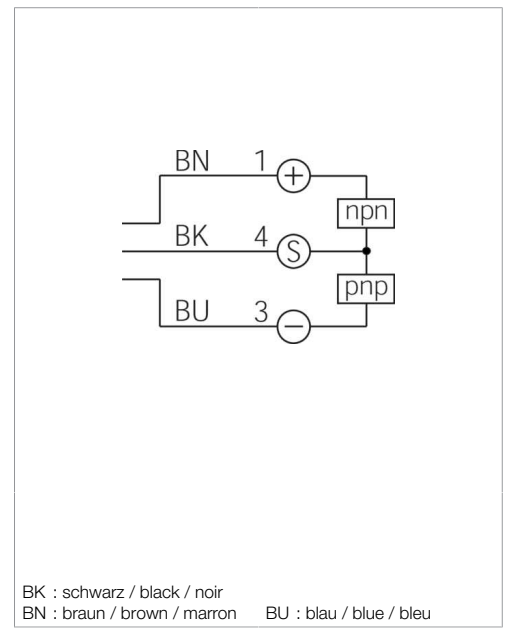 BN 1 +
npn
BK 4 S
pnp
BU 3 −
BK : schwarz / black / noir
BN : braun / brown / marron BU : blau / blue / bleu